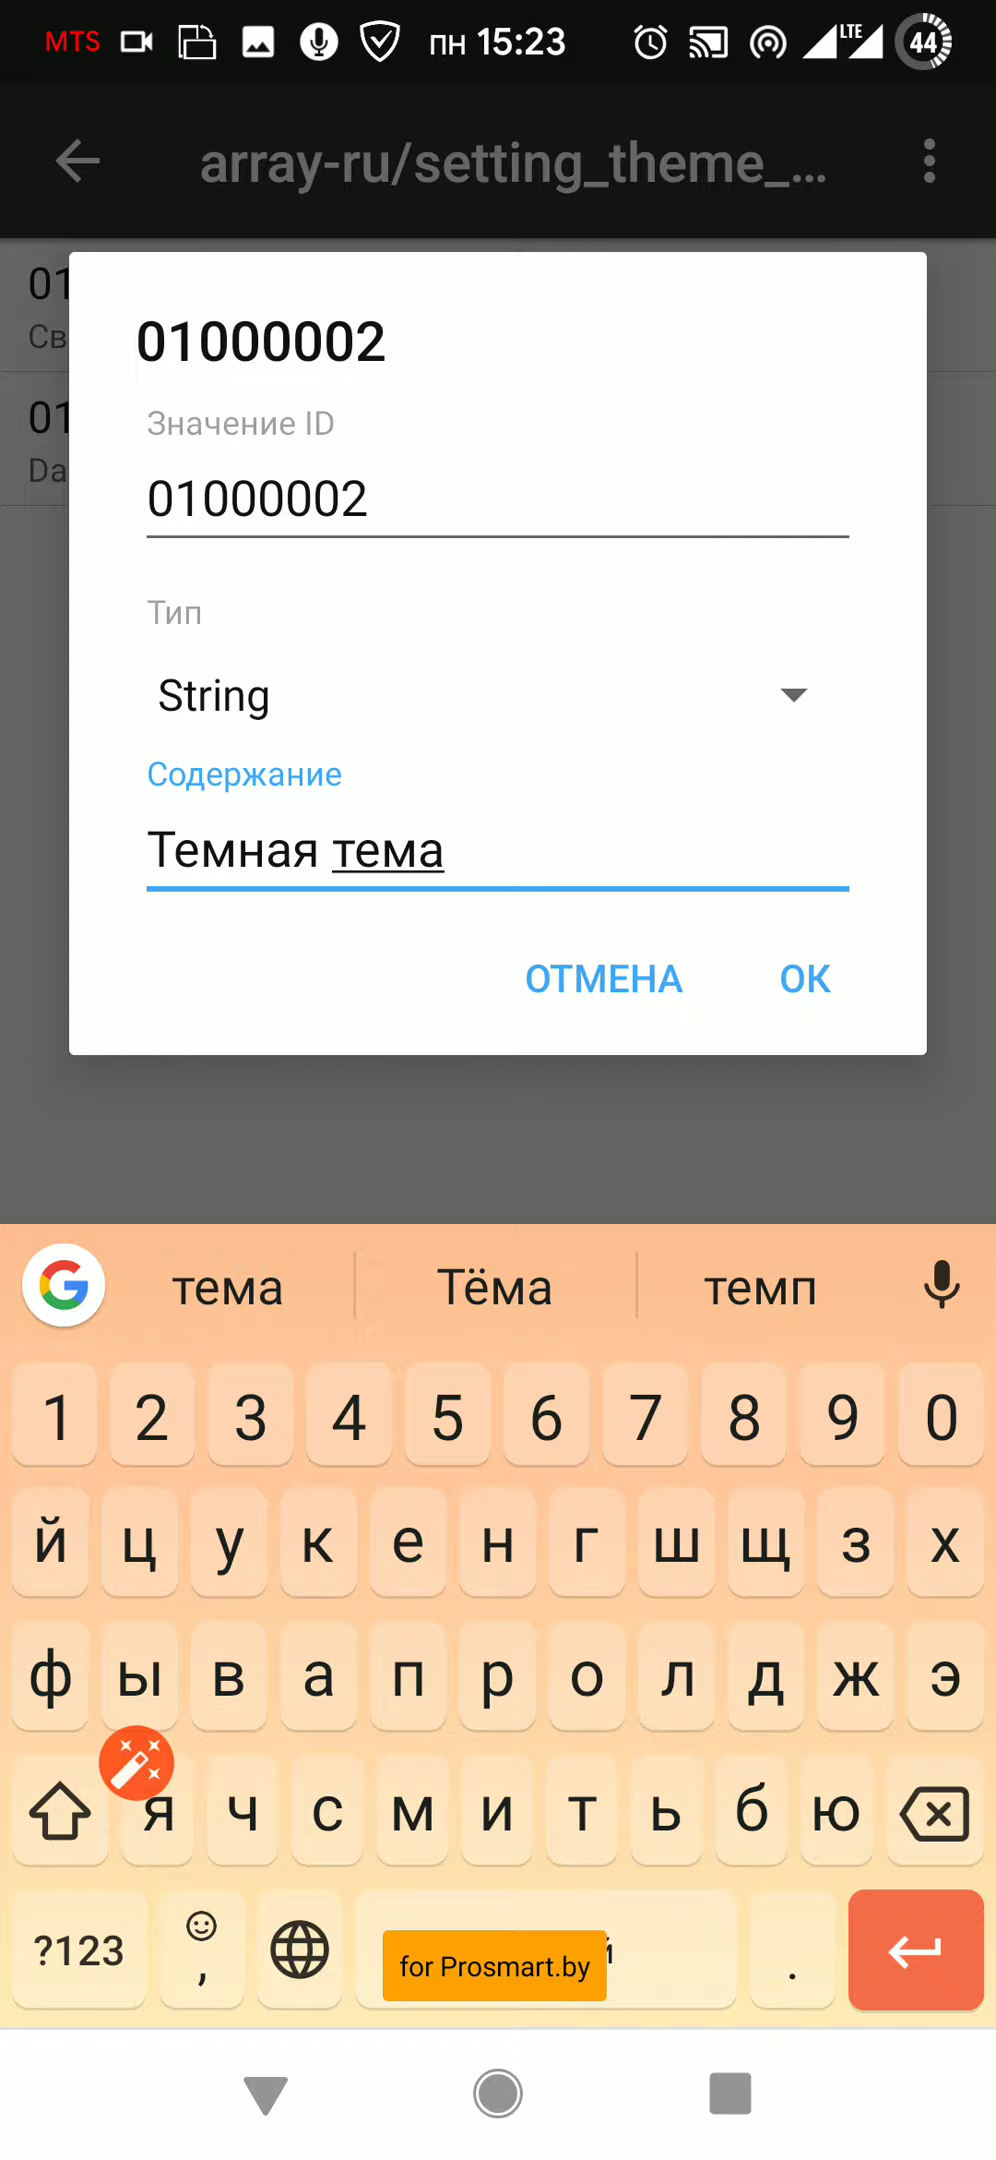 MTS пн 15:23 LTE 44
array-ru/setting_theme_...
01
Св
01
Da
01000002
Значение ID
01000002
Тип
String
Содержание
Темная тема
ОТМЕНА ОК
тема Тёма темп
1 2 3 4 5 6 7 8 9 0
й ц у к е н г ш щ з х
ф ы в а п р о л д ж э
я ч с м и т ь б ю
?123 , й .
for Prosmart.by